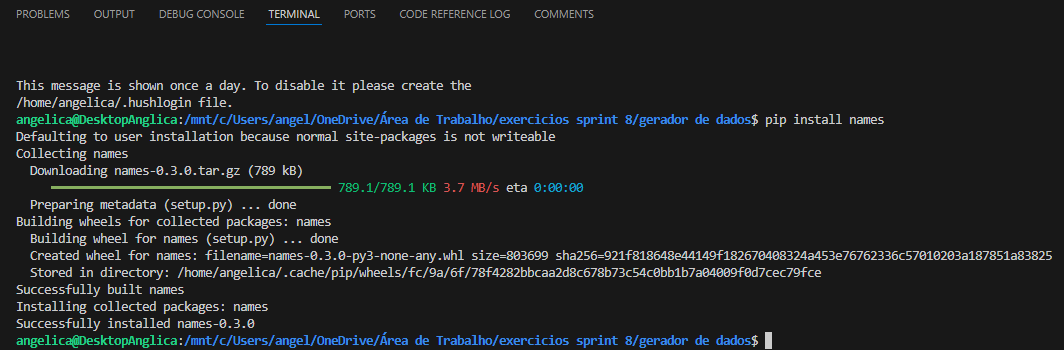 PROBLEMS OUTPUT DEBUG CONSOLE TERMINAL PORTS CODE REFERENCE LOG COMMENTS
This message is shown once a day. To disable it please create the
/home/angelica/.hushlogin file.
angelica@DesktopAnglica:/mnt/c/Users/angel/OneDrive/Área de Trabalho/exercicios sprint 8/gerador de dados$ pip install names
Defaulting to user installation because normal site-packages is not writeable
Collecting names
  Downloading names-0.3.0.tar.gz (789 kB)
     789.1/789.1 KB 3.7 MB/s eta 0:00:00
  Preparing metadata (setup.py) ... done
Building wheels for collected packages: names
  Building wheel for names (setup.py) ... done
  Created wheel for names: filename=names-0.3.0-py3-none-any.whl size=803699 sha256=921f818648e44149f182670408324a453e76762336c57010203a187851a83825
  Stored in directory: /home/angelica/.cache/pip/wheels/fc/9a/6f/78f4282bbcaa2d8c678b73c54c0bb1b7a04009f0d7cec79fce
Successfully built names
Installing collected packages: names
Successfully installed names-0.3.0
angelica@DesktopAnglica:/mnt/c/Users/angel/OneDrive/Área de Trabalho/exercicios sprint 8/gerador de dados$